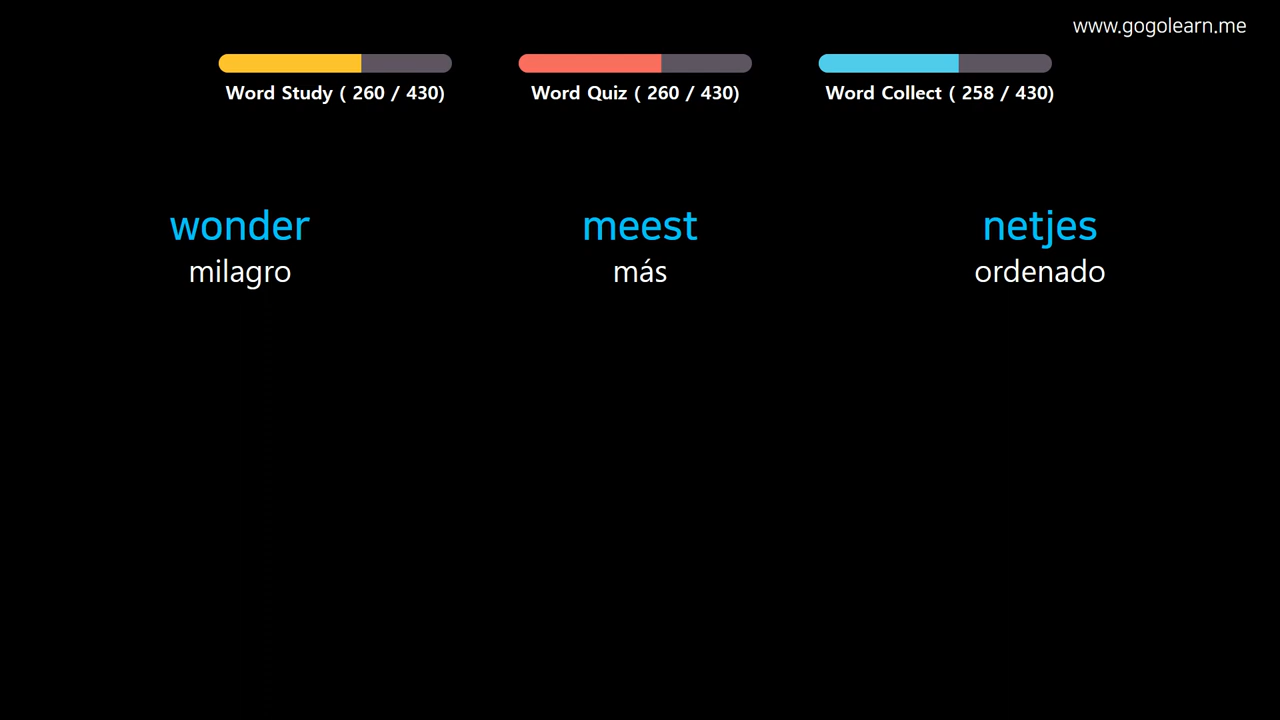 www.gogolearn.me
Word Study ( 260 / 430)
Word Quiz ( 260 / 430)
Word Collect ( 258 / 430)
wonder
milagro
meest
más
netjes
ordenado